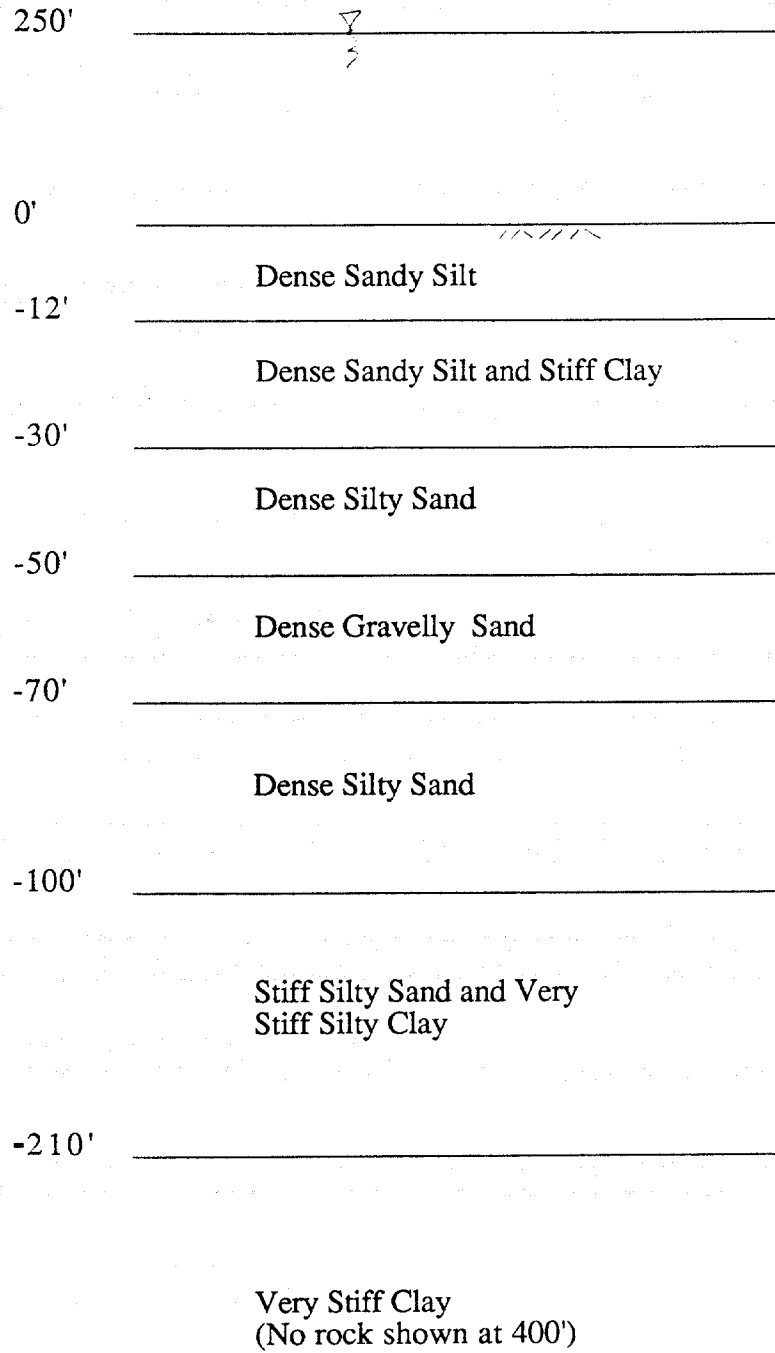 250'
0'
Dense Sandy Silt
-12'
Dense Sandy Silt and Stiff Clay
-30'
Dense Silty Sand
-50'
Dense Gravelly Sand
-70'
Dense Silty Sand
-100'
Stiff Silty Sand and Very
Stiff Silty Clay
-210'
Very Stiff Clay
(No rock shown at 400')